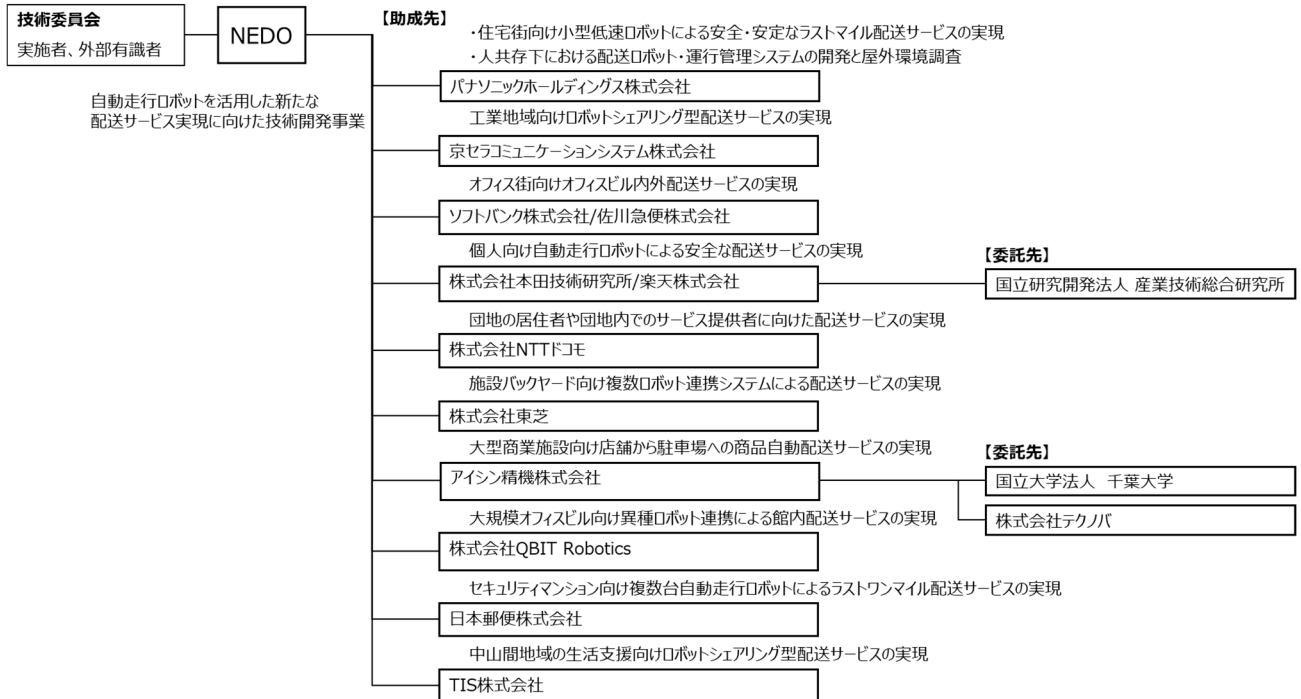 技術委員会
実施者、外部有識者
NEDO
自動走行ロボットを活用した新たな
配送サービス実現に向けた技術開発事業
【助成先】
・住宅街向け小型低速ロボットによる安全・安定なラストマイル配送サービスの実現
・人共存下における配送ロボット・運行管理システムの開発と屋外環境調査
パナソニックホールディングス株式会社
工業地域向けロボットシェアリング型配送サービスの実現
京セラコミュニケーションシステム株式会社
オフィス街向けオフィスビル内外配送サービスの実現
ソフトバンク株式会社/佐川急便株式会社
個人向け自動走行ロボットによる安全な配送サービスの実現
株式会社本田技術研究所/楽天株式会社
【委託先】
国立研究開発法人 産業技術総合研究所
団地の居住者や団地内でのサービス提供者に向けた配送サービスの実現
株式会社NTTドコモ
施設バックヤード向け複数ロボット連携システムによる配送サービスの実現
株式会社東芝
大型商業施設向け店舗から駐車場への商品自動配送サービスの実現
アイシン精機株式会社
【委託先】
国立大学法人 千葉大学
株式会社テクノバ
大規模オフィスビル向け異種ロボット連携による館内配送サービスの実現
株式会社QBIT Robotics
セキュリティマンション向け複数台自動走行ロボットによるラストワンマイル配送サービスの実現
日本郵便株式会社
中山間地域の生活支援向けロボットシェアリング型配送サービスの実現
TIS株式会社